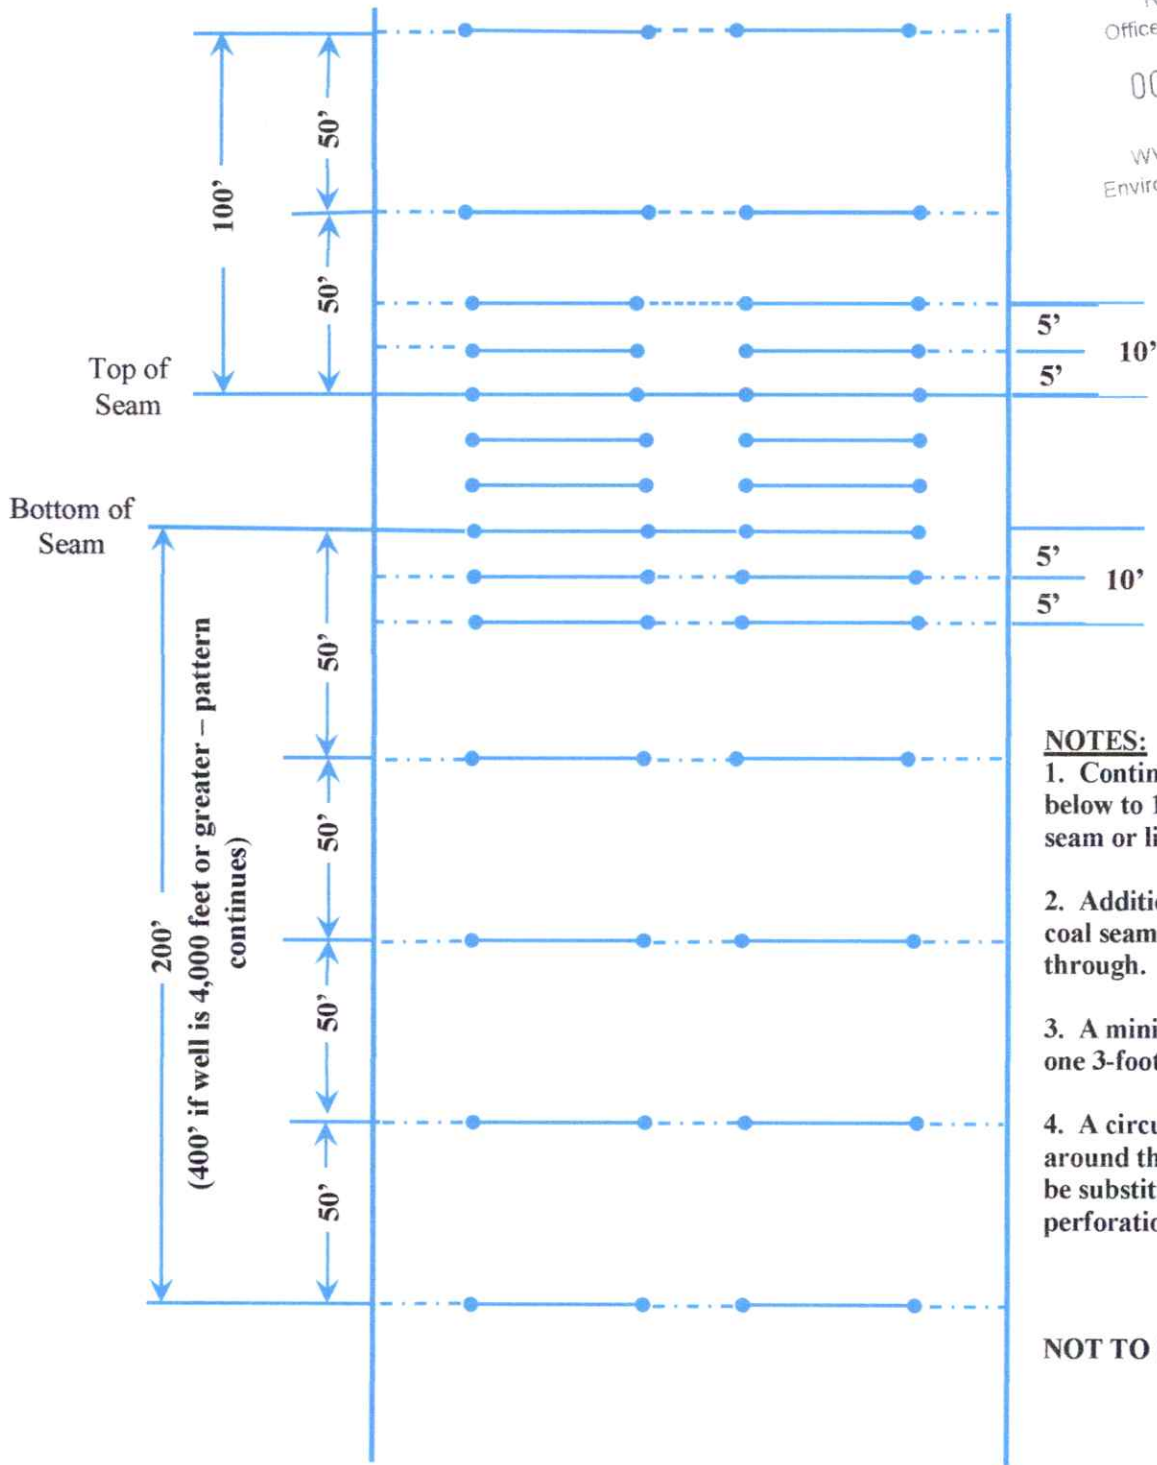 Office
WV
Enviro
50'
100'
50'
5'
10'
5'
Top of
Seam
Bottom of
Seam
5'
10'
5'
50'
50'
200'
(400' if well is 4,000 feet or greater – pattern
continues)
50'
50'
NOTES:
1. Contin
below to 1
seam or li
2. Additio
coal seam
through.
3. A mini
one 3-foot
4. A circu
around th
be substit
perforatio
NOT TO